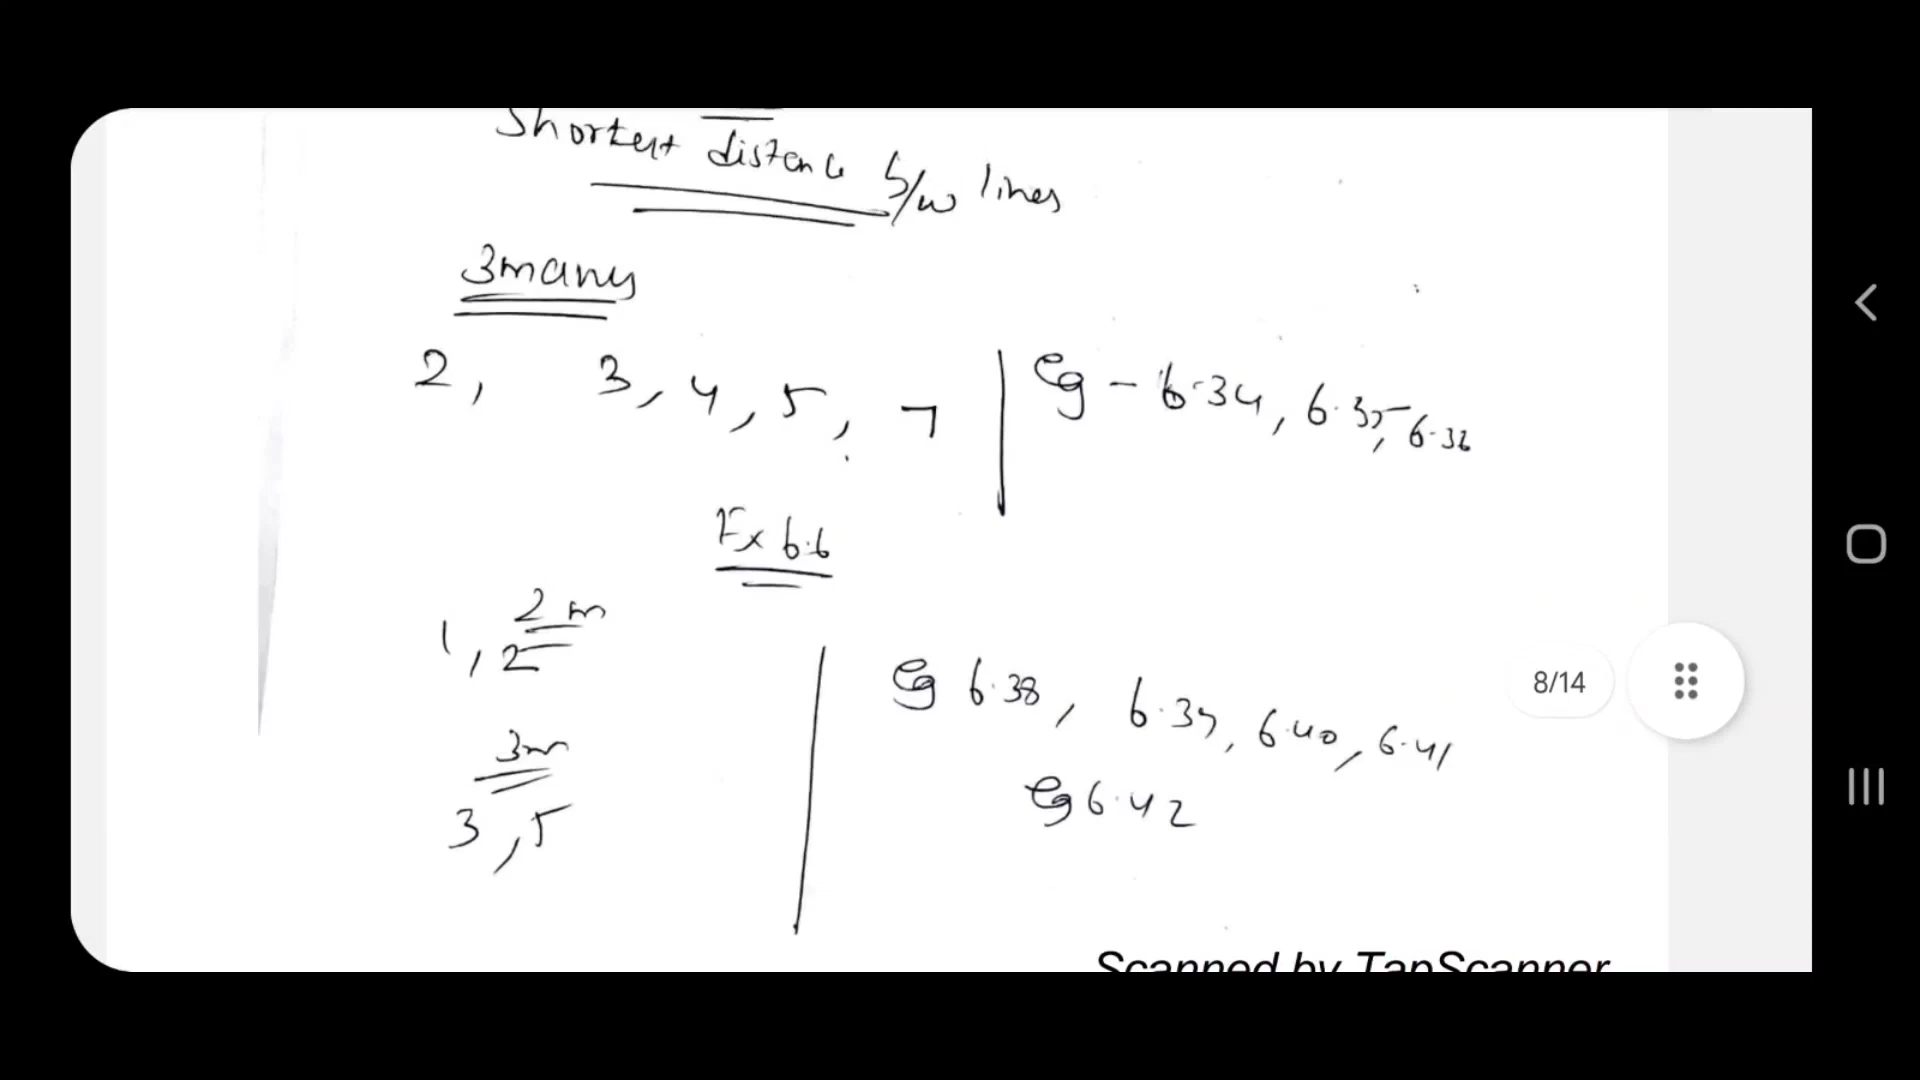 Shortest distance b/w lines
3mark
2, 3, 4, 5, 7
Eg - 6.34, 6.35, 6.36
Ex 6.6
2m
1, 2
Eg 6.38, 6.39, 6.40, 6.41
8/14
3m
3, 5
Eg 6.42
Scanned by TapScanner